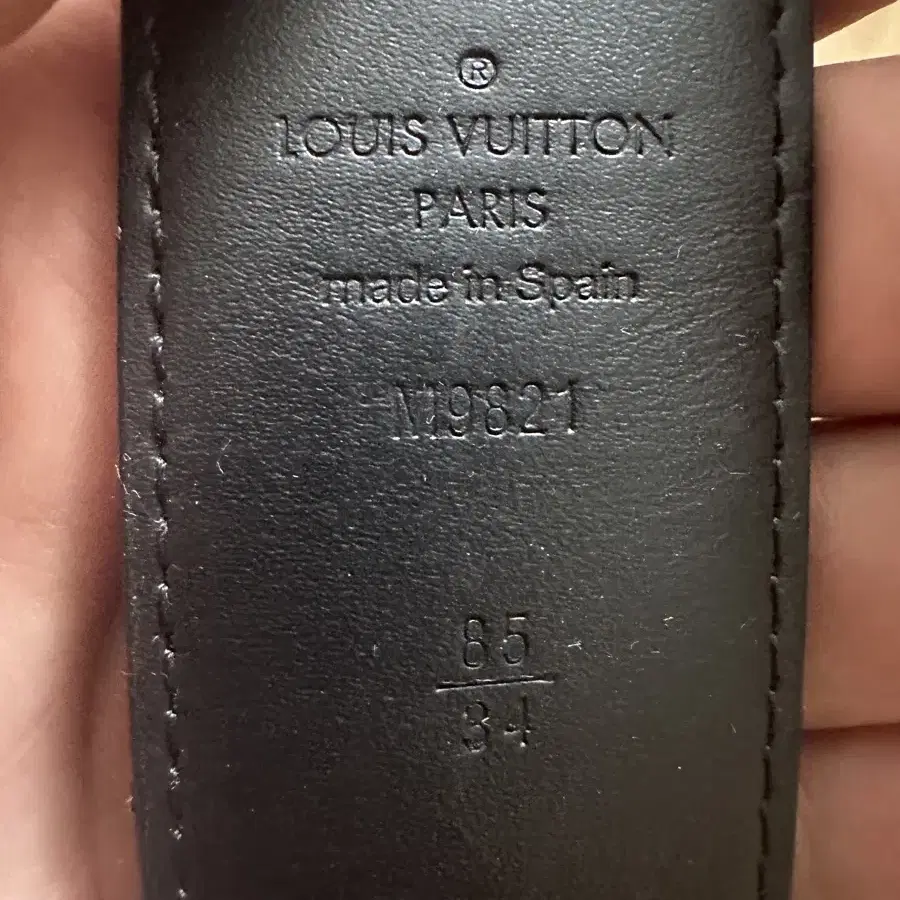 ®
LOUIS VUITTON
PARIS
made in Spain
M9821
85
34